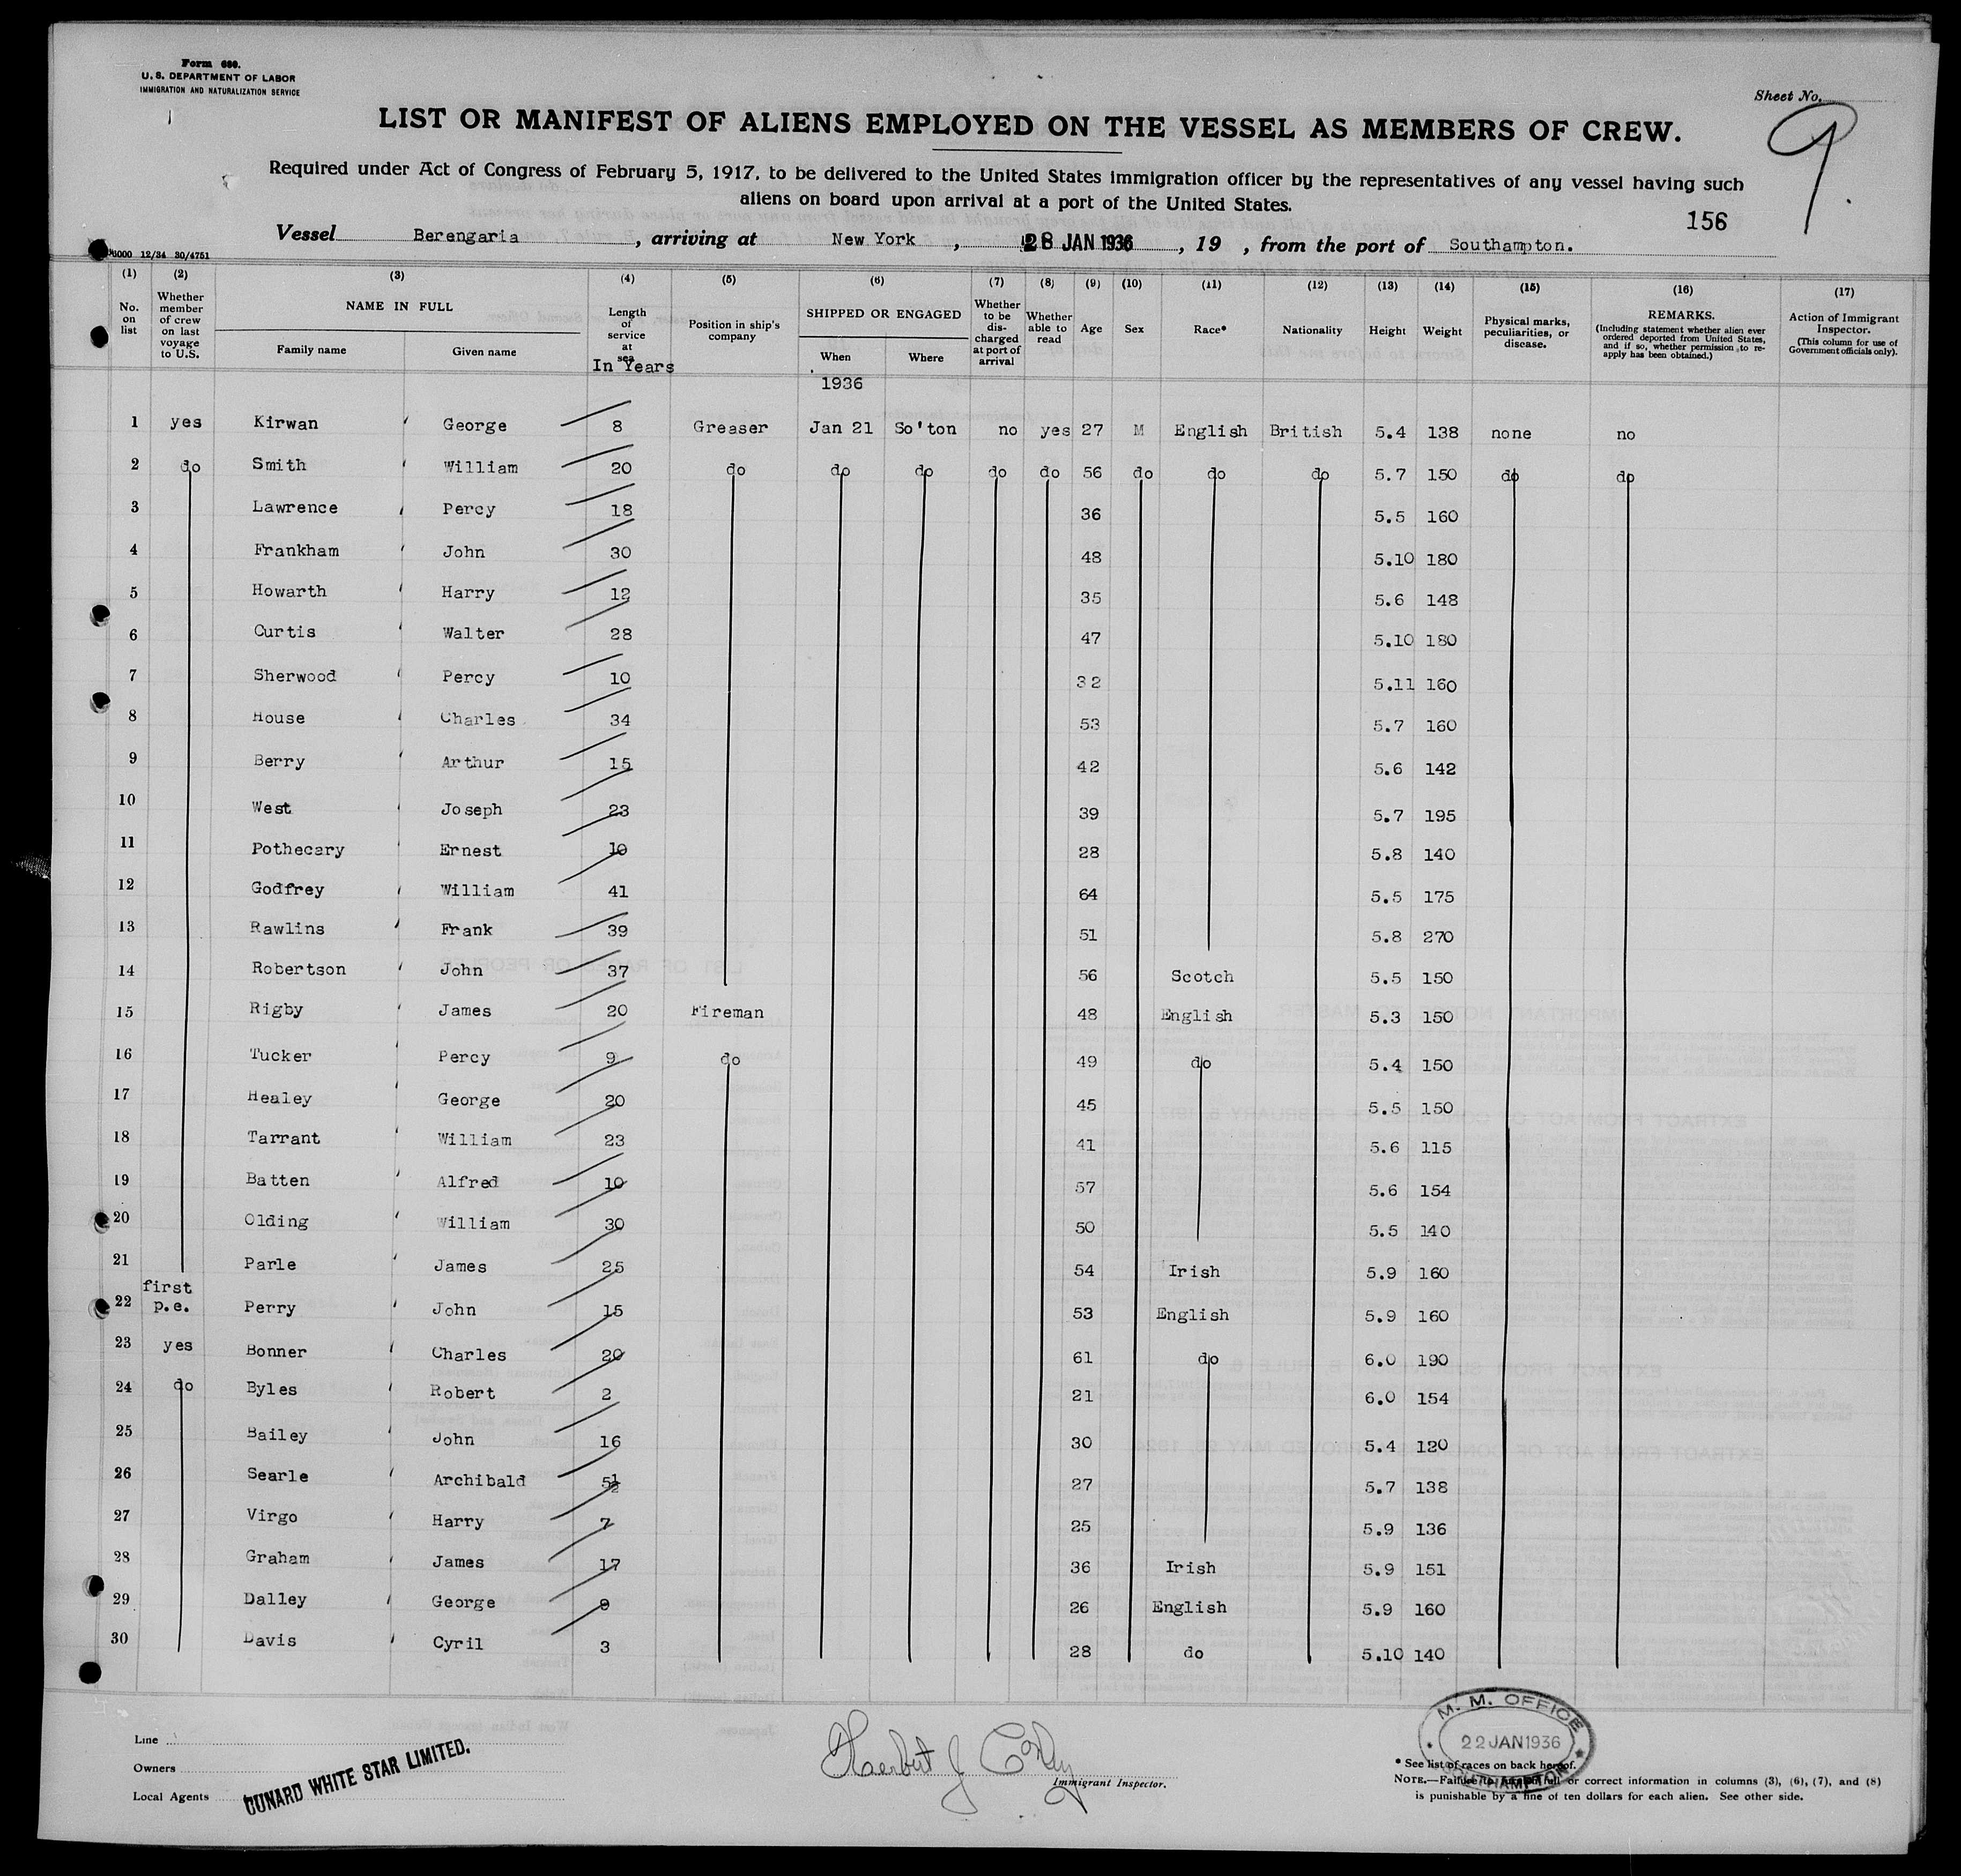 Form 680.
U. S. DEPARTMENT OF LABOR
IMMIGRATION AND NATURALIZATION SERVICE
Sheet No.
9.
LIST OR MANIFEST OF ALIENS EMPLOYED ON THE VESSEL AS MEMBERS OF CREW.
Required under Act of Congress of February 5, 1917, to be delivered to the United States immigration officer by the representatives of any vessel having such
aliens on board upon arrival at a port of the United States.
156
Vessel Berengaria, arriving at New York, 28 JAN 1936, 19 , from the port of Southampton.
12/34 30/4751
(1) (2) (3) (4) (5) (6) (7) (8) (9) (10) (11) (12) (13) (14) (15) (16) (17)
No. on list Whether member of crew on last voyage to U.S. NAME IN FULL Family name Given name Length of service at sea In Years Position in ship's company SHIPPED OR ENGAGED When Where Whether to be discharged at port of arrival Whether able to read Age Sex Race* Nationality Height Weight Physical marks, peculiarities, or disease. REMARKS. (Including statement whether alien ever ordered deported from United States, and if so, whether permission to re-apply has been obtained.) Action of Immigrant Inspector. (This column for use of Government officials only).
1936
1 yes Kirwan George 8 Greaser Jan 21 So'ton no yes 27 M English British 5.4 138 none no
2 do Smith William 20 do do do do do 56 do do do 5.7 150 do do
3 Lawrence Percy 18 36 5.5 160
4 Frankham John 30 48 5.10 180
5 Howarth Harry 12 35 5.6 148
6 Curtis Walter 28 47 5.10 180
7 Sherwood Percy 10 32 5.11 160
8 House Charles 34 53 5.7 160
9 Berry Arthur 15 42 5.6 142
10 West Joseph 23 39 5.7 195
11 Pothecary Ernest 10 28 5.8 140
12 Godfrey William 41 64 5.5 175
13 Rawlins Frank 39 51 5.8 270
14 Robertson John 37 56 Scotch 5.5 150
15 Rigby James 20 Fireman 48 English 5.3 150
16 Tucker Percy 9 do 49 do 5.4 150
17 Healey George 20 45 5.5 150
18 Tarrant William 23 41 5.6 115
19 Batten Alfred 10 57 5.6 154
20 Olding William 30 50 5.5 140
21 Parle James 25 54 Irish 5.9 160
22 first p.e. Perry John 15 53 English 5.9 160
23 yes Bonner Charles 20 61 do 6.0 190
24 do Byles Robert 2 21 6.0 154
25 Bailey John 16 30 5.4 120
26 Searle Archibald 5½ 27 5.7 138
27 Virgo Harry 7 25 5.9 136
28 Graham James 17 36 Irish 5.9 151
29 Dalley George 9 26 English 5.9 160
30 Davis Cyril 3 28 do 5.10 140
Line
Owners
Local Agents
CUNARD WHITE STAR LIMITED.
Herbert J
Immigrant Inspector.
M. M. OFFICE
22 JAN 1936
SOUTHAMPTON
* See list of races on back hereof.
NOTE.—Failure to furnish full or correct information in columns (3), (6), (7), and (8)
is punishable by a fine of ten dollars for each alien. See other side.